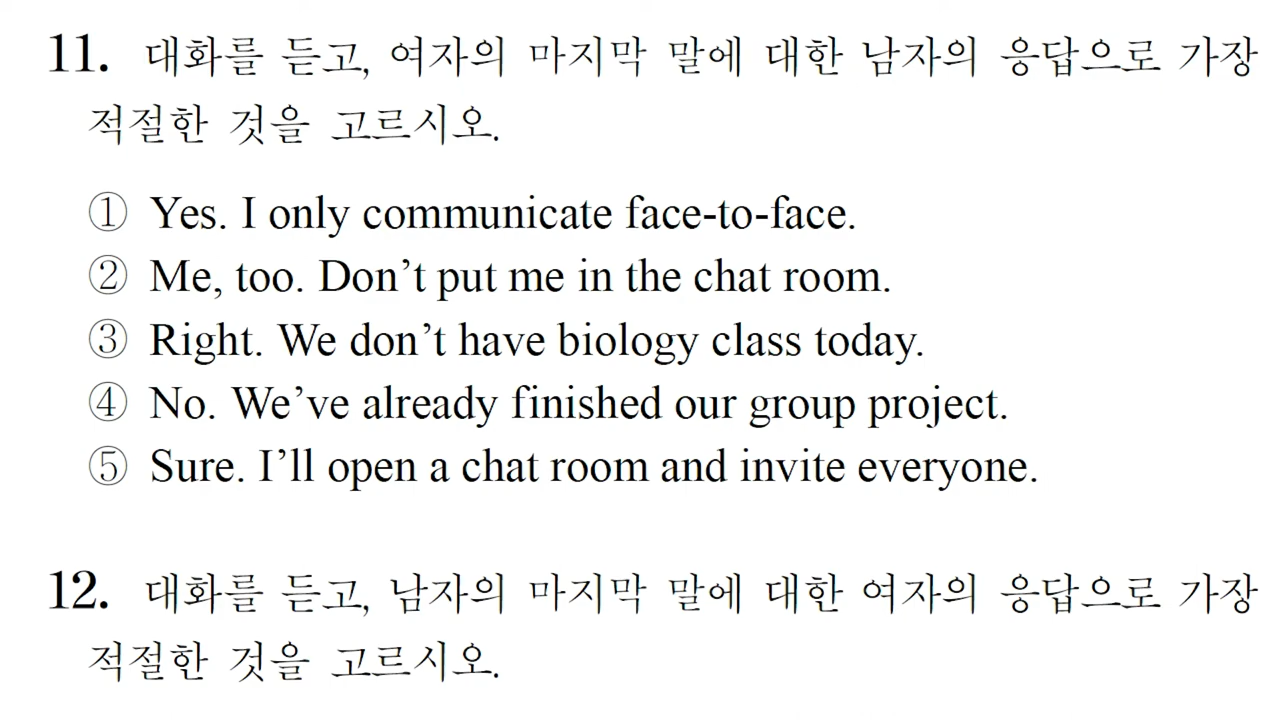 11. 대화를 듣고, 여자의 마지막 말에 대한 남자의 응답으로 가장
적절한 것을 고르시오.
① Yes. I only communicate face-to-face.
② Me, too. Don’t put me in the chat room.
③ Right. We don’t have biology class today.
④ No. We’ve already finished our group project.
⑤ Sure. I’ll open a chat room and invite everyone.
12. 대화를 듣고, 남자의 마지막 말에 대한 여자의 응답으로 가장
적절한 것을 고르시오.